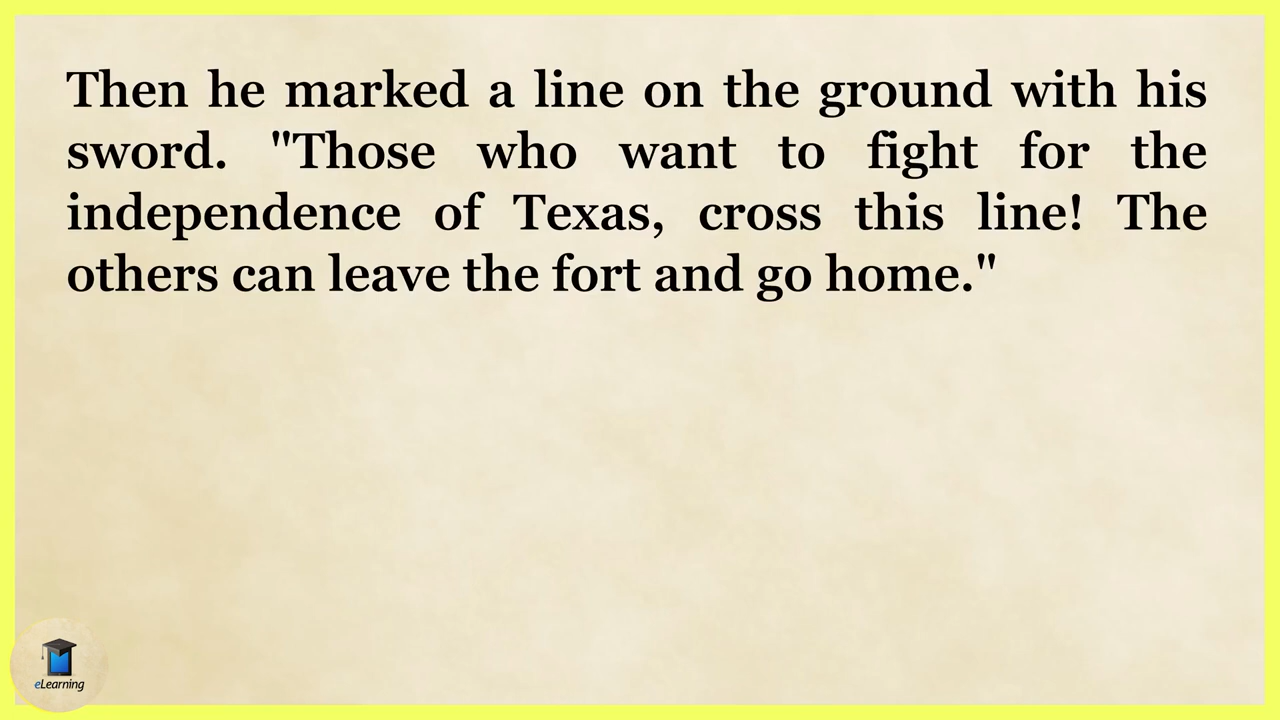 Then he marked a line on the ground with his
sword. "Those who want to fight for the
independence of Texas, cross this line! The
others can leave the fort and go home."
eLearning